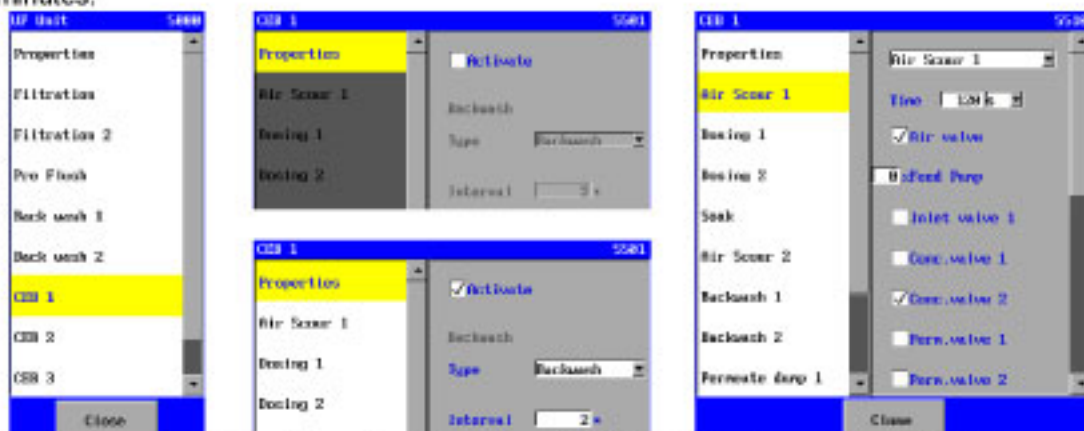 minutes.
UF Unit 5000
Properties
Filtration
Filtration 2
Pre Flush
Back wash 1
Back wash 2
CEB 1
CEB 2
CEB 3
Close
CEB 1 5501
Properties
Air Scour 1
Dosing 1
Dosing 2
Activate
Backwash
Type Backwash
Interval
CEB 1 5501
Properties
Air Scour 1
Dosing 1
Dosing 2
Activate
Backwash
Type Backwash
Interval 2
CEB 1
Properties
Air Scour 1
Dosing 1
Dosing 2
Soak
Air Scour 2
Backwash 1
Backwash 2
Permeate dump 1
Air Scour 1
Time 120 s
Air valve
0 Feed Pump
Inlet valve 1
Conc.valve 1
Conc.valve 2
Perm.valve 1
Perm.valve 2
Close